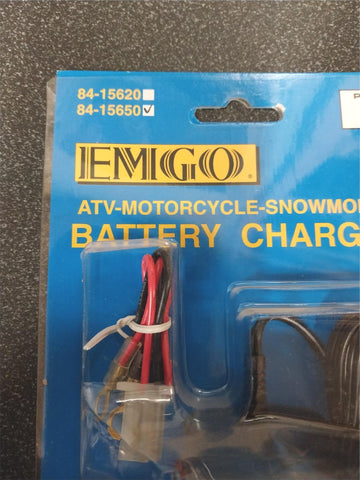 84-15620
84-15650
EMGO
ATV-MOTORCYCLE-SNOWMO
BATTERY CHARG
P